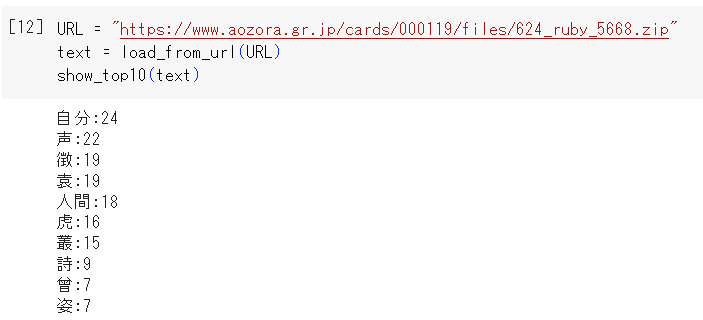 [12] URL = "https://www.aozora.gr.jp/cards/000119/files/624_ruby_5668.zip"
text = load_from_url(URL)
show_top10(text)
自分:24
声:22
徴:19
袁:19
人間:18
虎:16
叢:15
詩:9
曾:7
姿:7